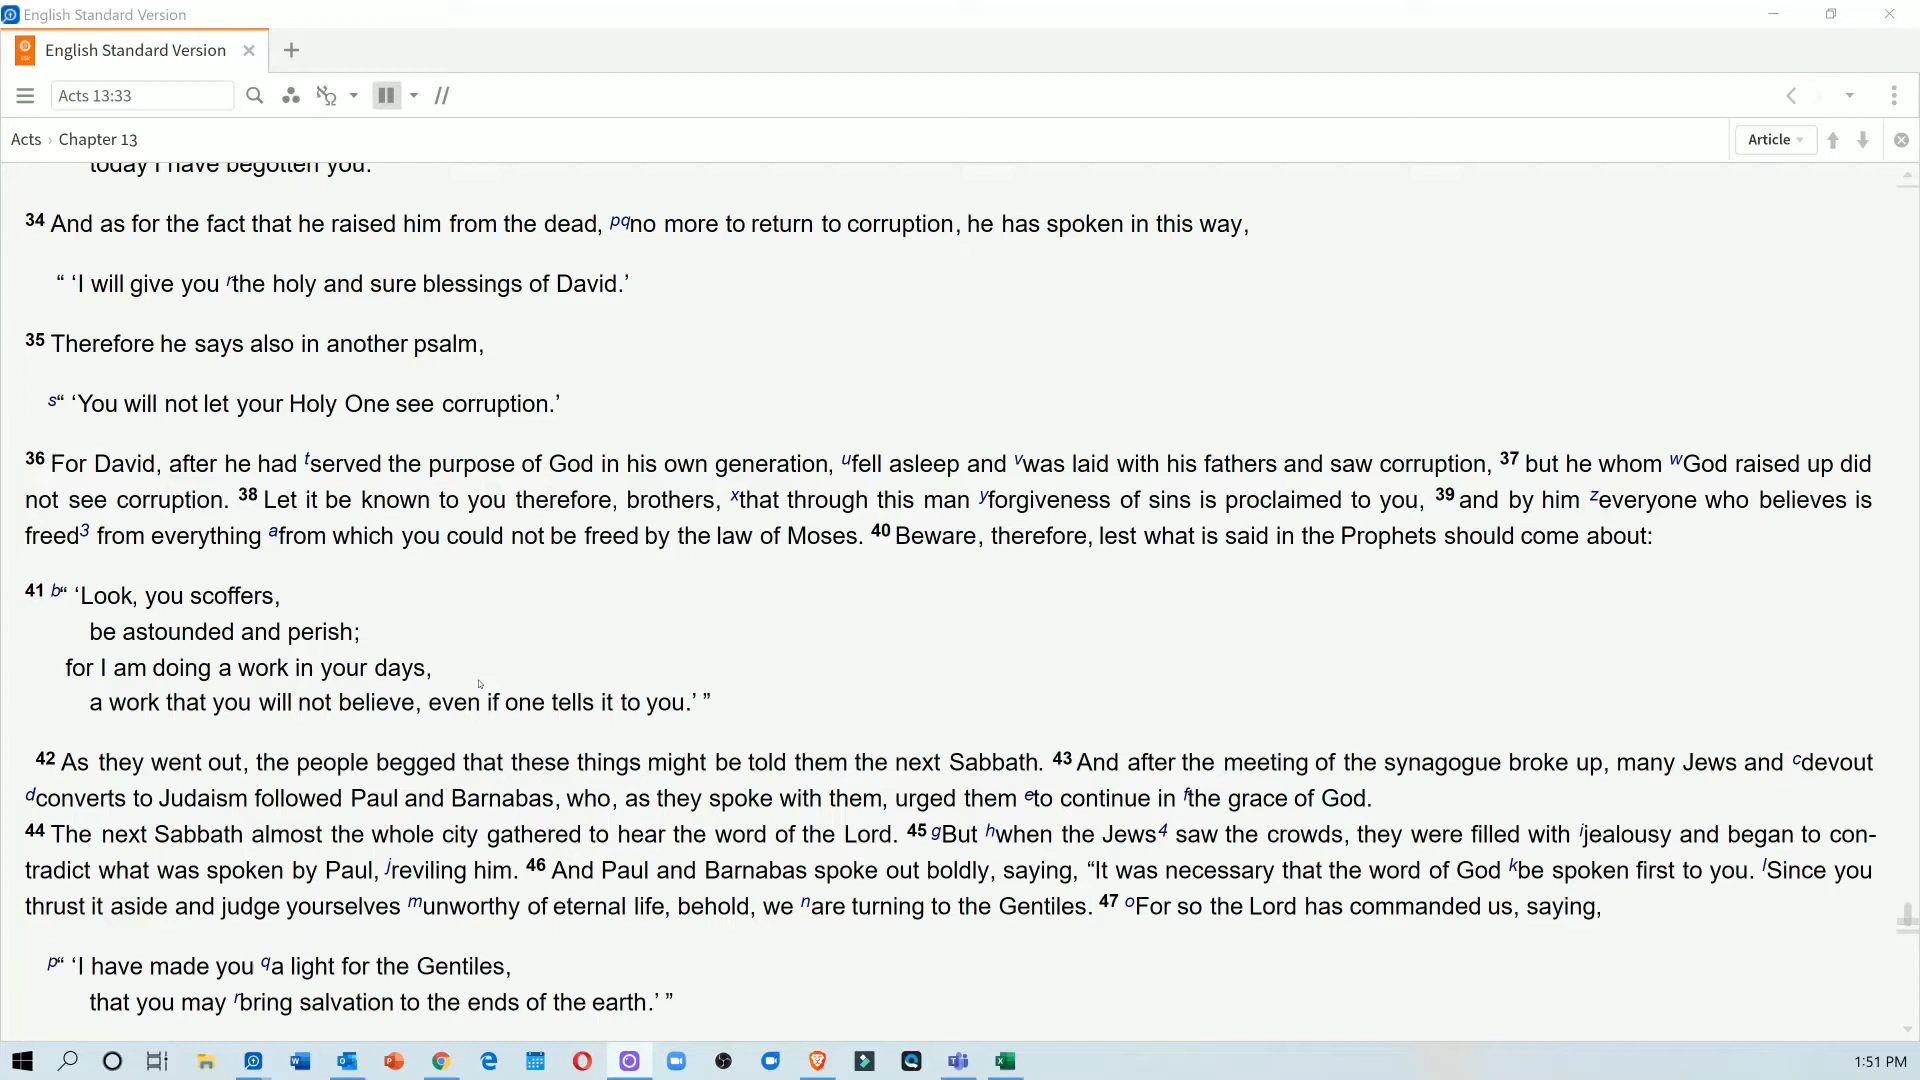 English Standard Version
English Standard Version
Acts 13:33
Acts › Chapter 13
Article
today I have begotten you.
34 And as for the fact that he raised him from the dead, pqno more to return to corruption, he has spoken in this way,
“ ‘I will give you rthe holy and sure blessings of David.’
35 Therefore he says also in another psalm,
s“ ‘You will not let your Holy One see corruption.’
36 For David, after he had tserved the purpose of God in his own generation, ufell asleep and vwas laid with his fathers and saw corruption, 37 but he whom wGod raised up did
not see corruption. 38 Let it be known to you therefore, brothers, xthat through this man yforgiveness of sins is proclaimed to you, 39 and by him zeveryone who believes is
freed3 from everything afrom which you could not be freed by the law of Moses. 40 Beware, therefore, lest what is said in the Prophets should come about:
41 b“ ‘Look, you scoffers,
be astounded and perish;
for I am doing a work in your days,
a work that you will not believe, even if one tells it to you.’ ”
42 As they went out, the people begged that these things might be told them the next Sabbath. 43 And after the meeting of the synagogue broke up, many Jews and cdevout
dconverts to Judaism followed Paul and Barnabas, who, as they spoke with them, urged them eto continue in fthe grace of God.
44 The next Sabbath almost the whole city gathered to hear the word of the Lord. 45 gBut hwhen the Jews4 saw the crowds, they were filled with ijealousy and began to con-
tradict what was spoken by Paul, jreviling him. 46 And Paul and Barnabas spoke out boldly, saying, “It was necessary that the word of God kbe spoken first to you. lSince you
thrust it aside and judge yourselves munworthy of eternal life, behold, we nare turning to the Gentiles. 47 oFor so the Lord has commanded us, saying,
p“ ‘I have made you qa light for the Gentiles,
that you may rbring salvation to the ends of the earth.’ ”
1:51 PM